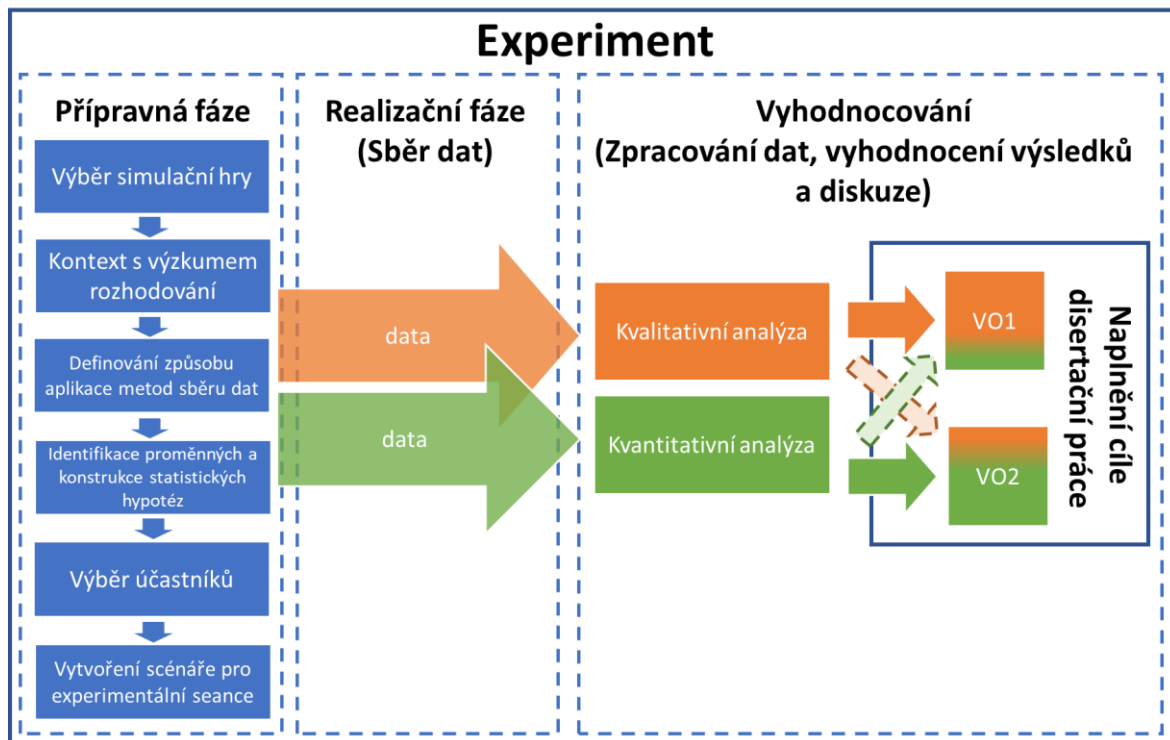 Experiment
Přípravná fáze
Výběr simulační hry
Kontext s výzkumem
rozhodování
Definování způsobu
aplikace metod sběru dat
Identifikace proměnných a
konstrukce statistických
hypotéz
Výběr účastníků
Vytvoření scénáře pro
experimentální seance
Realizační fáze
(Sběr dat)
data
data
Vyhodnocování
(Zpracování dat, vyhodnocení výsledků
a diskuze)
Kvalitativní analýza
Kvantitativní analýza
VO1
VO2
Naplnění cíle
disertační práce